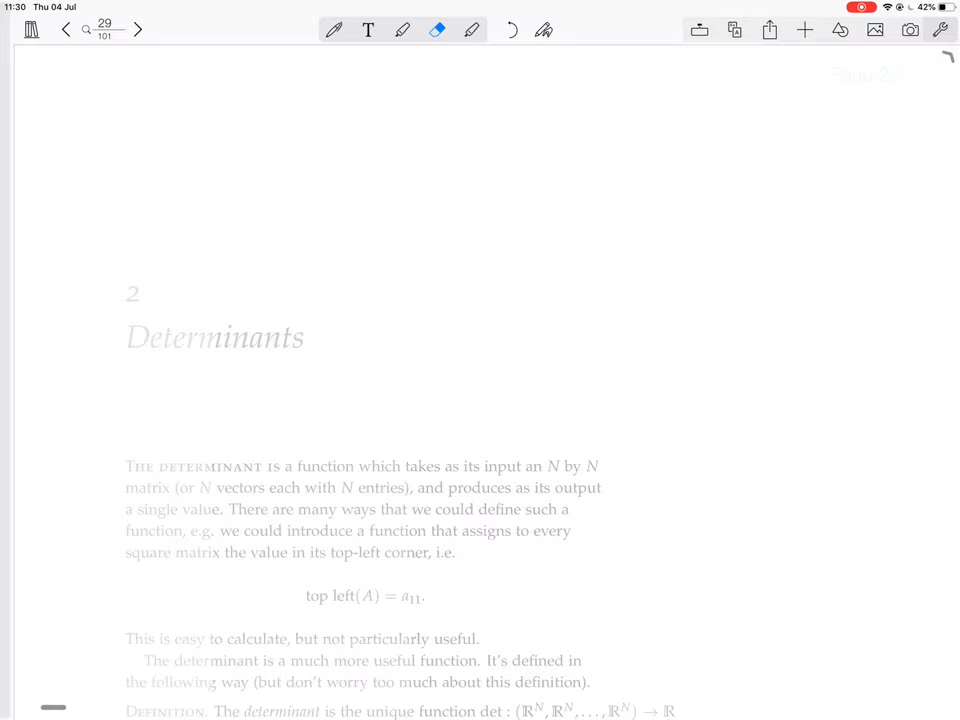 11:30 Thu 04 Jul
42%
29
101
T
2
Determinants
THE DETERMINANT IS a function which takes as its input an N by N
matrix (or N vectors each with N entries), and produces as its output
a single value. There are many ways that we could define such a
function, e.g. we could introduce a function that assigns to every
square matrix the value in its top-left corner, i.e.
top left(A) = a₁₁.
This is easy to calculate, but not particularly useful.
The determinant is a much more useful function. It's defined in
the following way (but don't worry too much about this definition).
DEFINITION. The determinant is the unique function det : (ℝᴺ, ℝᴺ, . . . , ℝᴺ) → ℝ